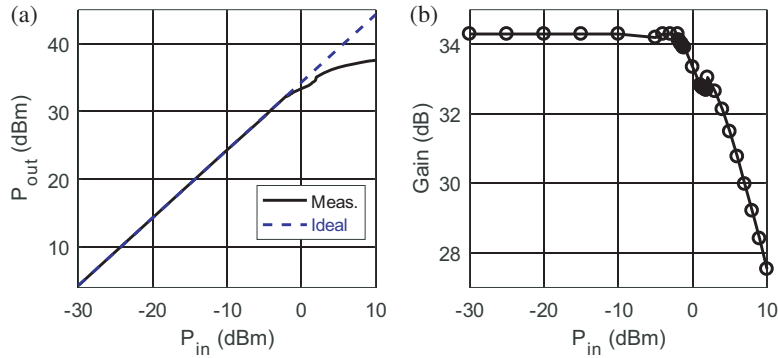 (a)
40
30
20
10
P_out (dBm)
Meas.
Ideal
-30 -20 -10 0 10
P_in (dBm)
(b)
34
32
30
28
Gain (dB)
-30 -20 -10 0 10
P_in (dBm)